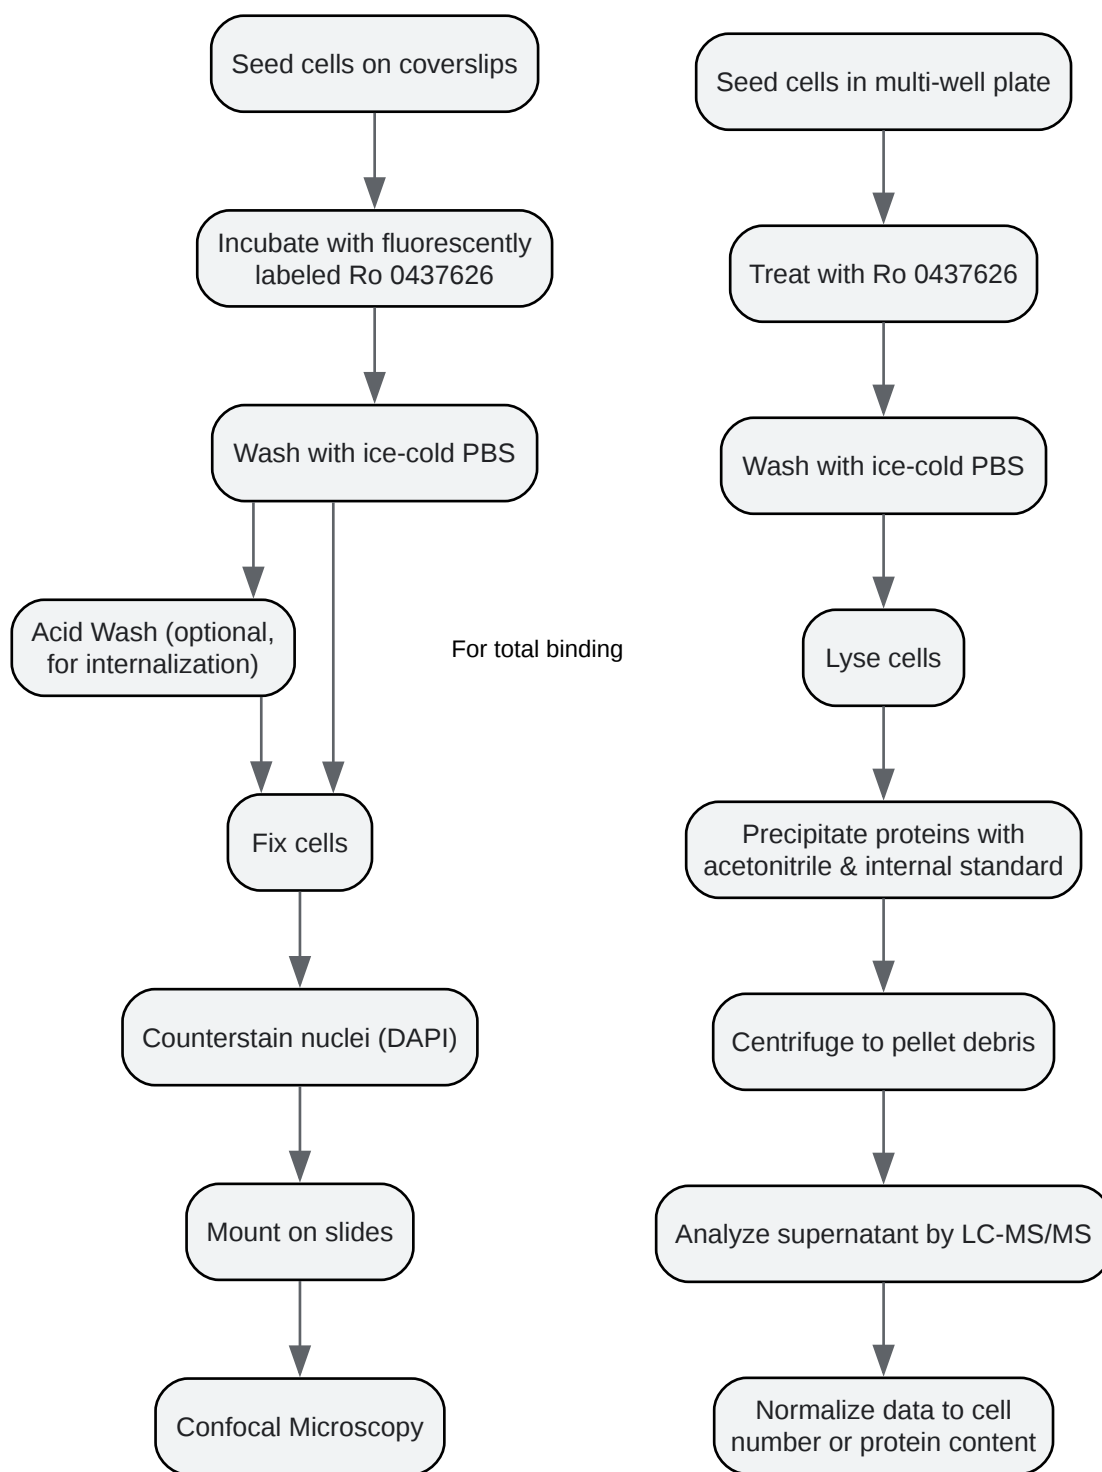 Seed cells on coverslips
Incubate with fluorescently
labeled Ro 0437626
Wash with ice-cold PBS
Acid Wash (optional,
for internalization)
For total binding
Fix cells
Counterstain nuclei (DAPI)
Mount on slides
Confocal Microscopy
Seed cells in multi-well plate
Treat with Ro 0437626
Wash with ice-cold PBS
Lyse cells
Precipitate proteins with
acetonitrile & internal standard
Centrifuge to pellet debris
Analyze supernatant by LC-MS/MS
Normalize data to cell
number or protein content